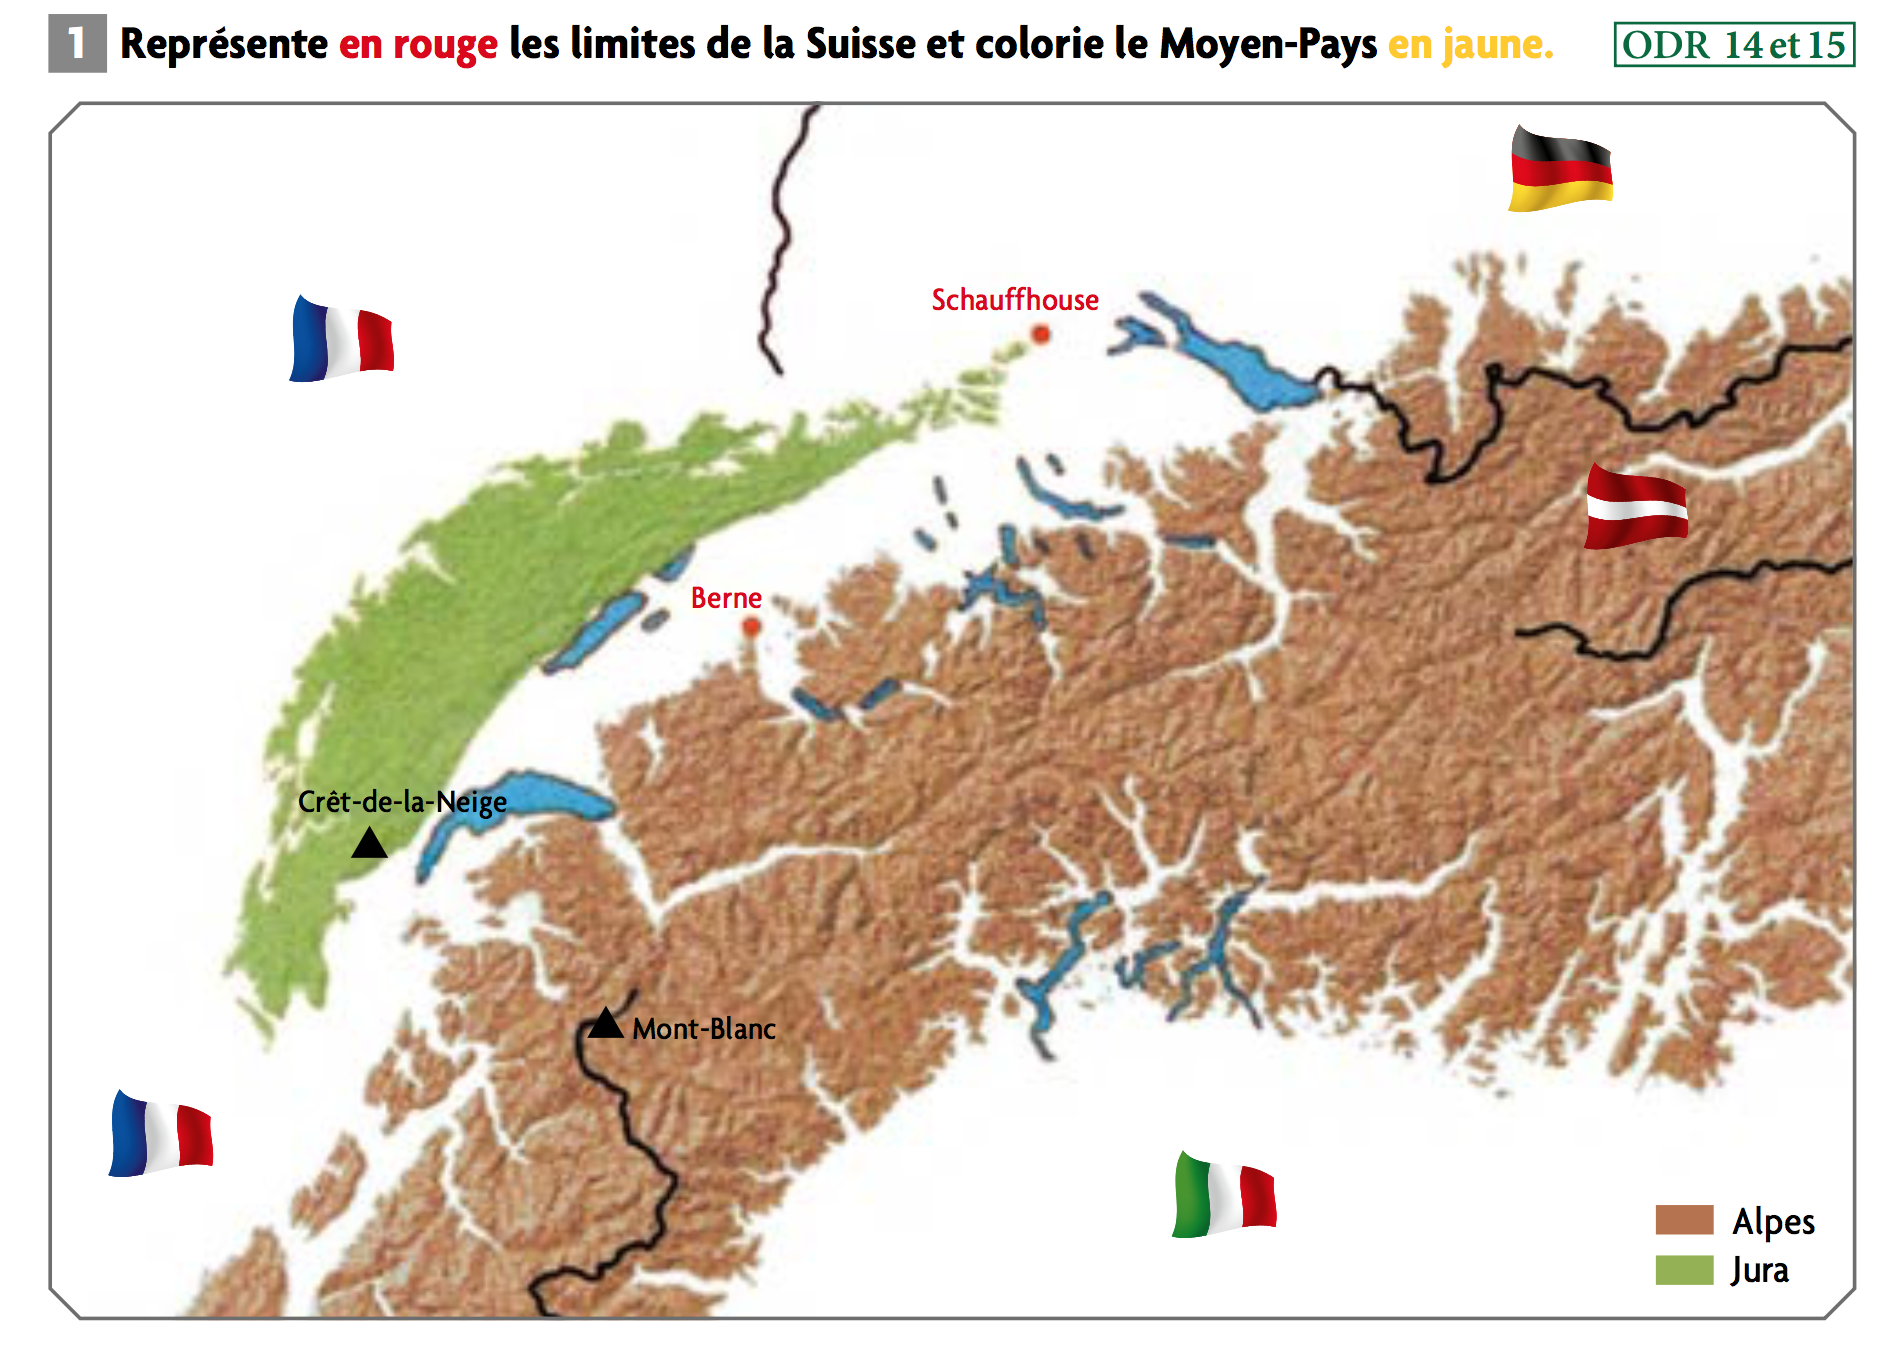 1 Représente en rouge les limites de la Suisse et colorie le Moyen-Pays en jaune. ODR 14 et 15
Schauffhouse
Berne
Crêt-de-la-Neige
Mont-Blanc
Alpes
Jura